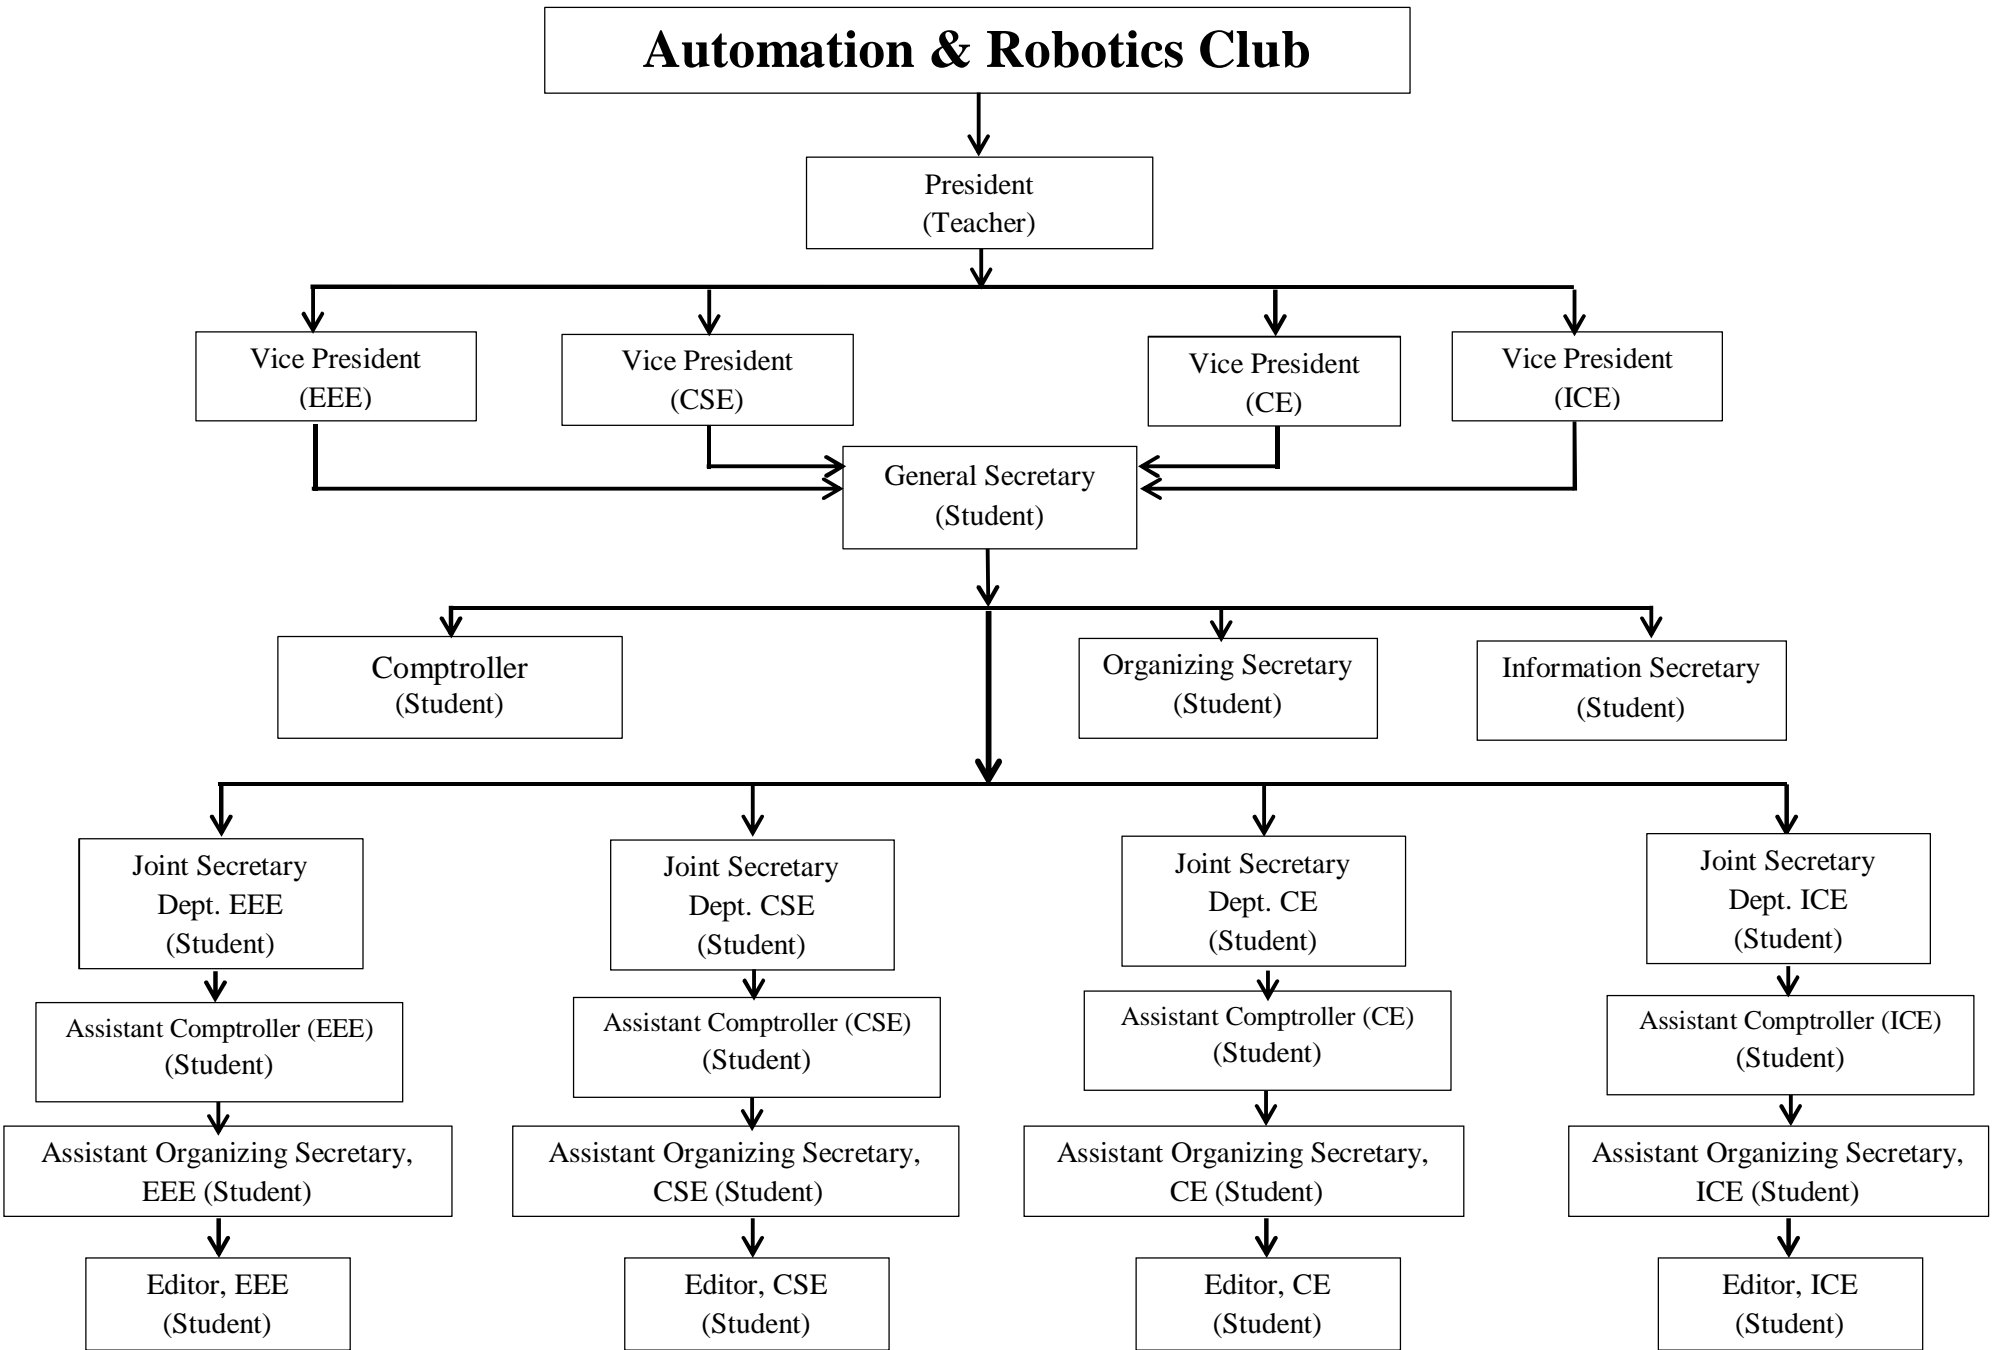 Automation & Robotics Club
President
(Teacher)
Vice President
(EEE)
Vice President
(CSE)
Vice President
(CE)
Vice President
(ICE)
General Secretary
(Student)
Comptroller
(Student)
Organizing Secretary
(Student)
Information Secretary
(Student)
Joint Secretary
Dept. EEE
(Student)
Joint Secretary
Dept. CSE
(Student)
Joint Secretary
Dept. CE
(Student)
Joint Secretary
Dept. ICE
(Student)
Assistant Comptroller (EEE)
(Student)
Assistant Comptroller (CSE)
(Student)
Assistant Comptroller (CE)
(Student)
Assistant Comptroller (ICE)
(Student)
Assistant Organizing Secretary,
EEE (Student)
Assistant Organizing Secretary,
CSE (Student)
Assistant Organizing Secretary,
CE (Student)
Assistant Organizing Secretary,
ICE (Student)
Editor, EEE
(Student)
Editor, CSE
(Student)
Editor, CE
(Student)
Editor, ICE
(Student)